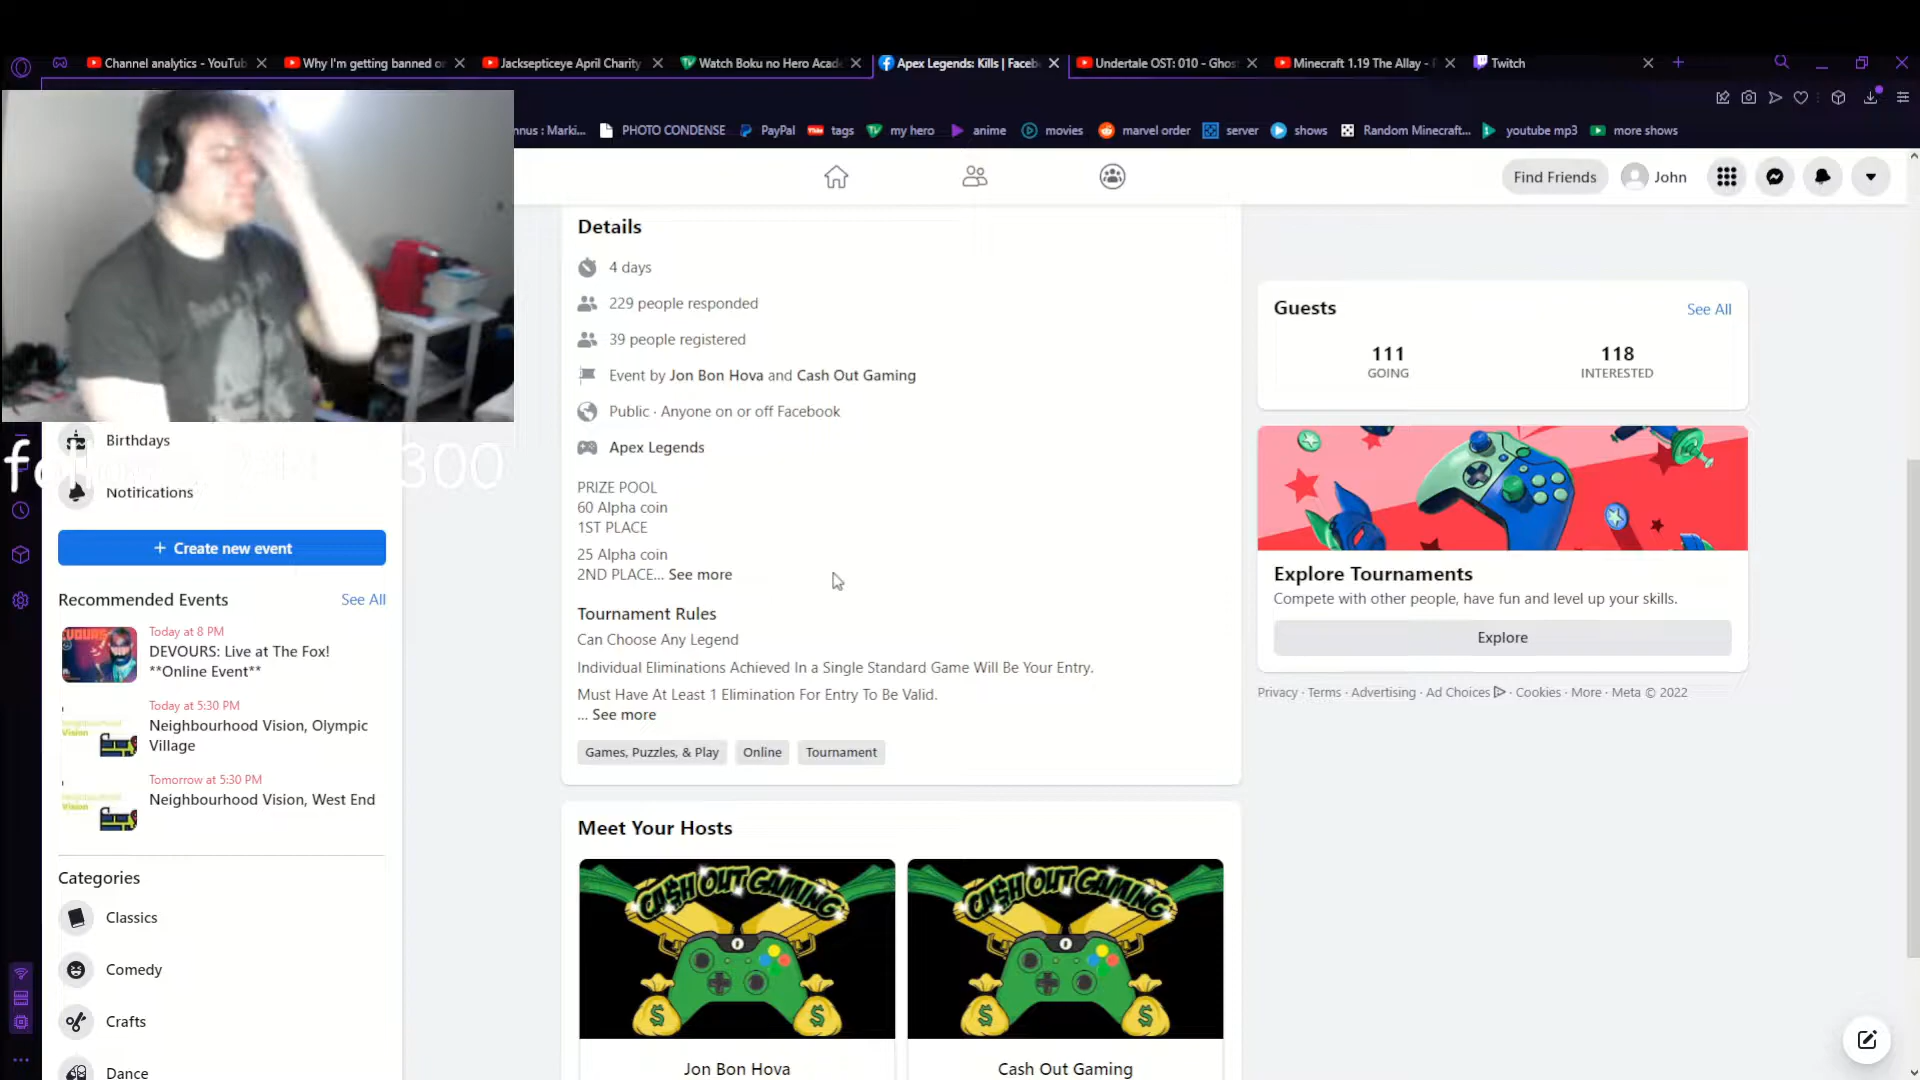 Channel analytics - YouTub
Why I'm getting banned o
Jacksepticeye April Charity
Watch Boku no Hero Acad
Apex Legends: Kills | Faceb
Undertale OST: 010 - Ghos
Minecraft 1.19 The Allay -
Twitch
nnus : Marki...
PHOTO CONDENSE
PayPal
tags
my hero
anime
movies
marvel order
server
shows
Random Minecraft...
youtube mp3
more shows
Find Friends
John
Details
4 days
229 people responded
39 people registered
Event by Jon Bon Hova and Cash Out Gaming
Public · Anyone on or off Facebook
Apex Legends
PRIZE POOL
60 Alpha coin
1ST PLACE
25 Alpha coin
2ND PLACE... See more
Tournament Rules
Can Choose Any Legend
Individual Eliminations Achieved In a Single Standard Game Will Be Your Entry.
Must Have At Least 1 Elimination For Entry To Be Valid.
... See more
Games, Puzzles, & Play
Online
Tournament
Meet Your Hosts
CA$H OUT GAMING
CA$H OUT GAMING
Jon Bon Hova
Cash Out Gaming
Guests
See All
111
GOING
118
INTERESTED
Explore Tournaments
Compete with other people, have fun and level up your skills.
Explore
Privacy · Terms · Advertising · Ad Choices · Cookies · More · Meta © 2022
Birthdays
300
Notifications
+ Create new event
Recommended Events
See All
Today at 8 PM
DEVOURS: Live at The Fox!
**Online Event**
Today at 5:30 PM
Neighbourhood Vision, Olympic
Village
Tomorrow at 5:30 PM
Neighbourhood Vision, West End
Categories
Classics
Comedy
Crafts
Dance